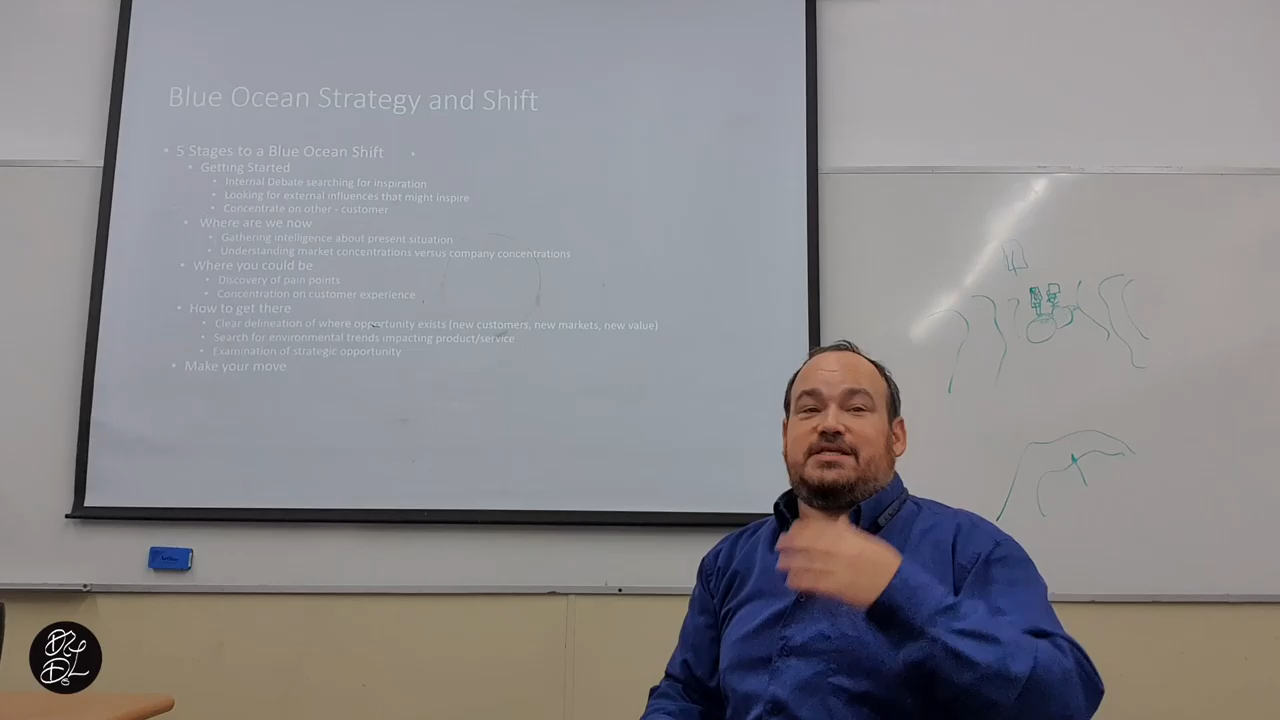 Blue Ocean Strategy and Shift
• 5 Stages to a Blue Ocean Shift
• Getting Started
• Internal Debate searching for inspiration
• Looking for external influences that might inspire
• Concentrate on other - customer
• Where are we now
• Gathering intelligence about present situation
• Understanding market concentrations versus company concentrations
• Where you could be
• Discovery of pain points
• Concentration on customer experience
• How to get there
• Clear delineation of where opportunity exists (new customers, new markets, new value)
• Search for environmental trends impacting product/service
• Examination of strategic opportunity
• Make your move